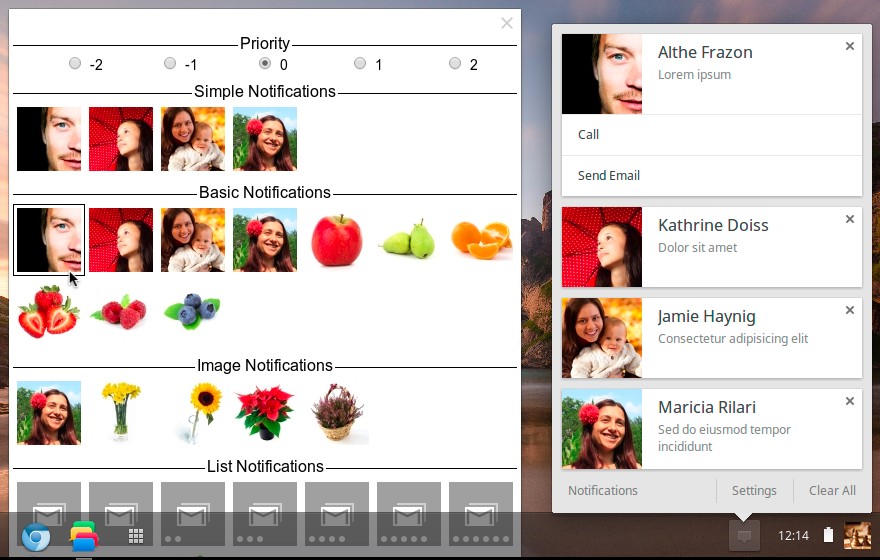 Priority
-2
-1
0
1
2
Simple Notifications
Basic Notifications
Image Notifications
List Notifications
Althe Frazon
Lorem ipsum
Call
Send Email
Kathrine Doiss
Dolor sit amet
Jamie Haynig
Consectetur adipisicing elit
Maricia Rilari
Sed do eiusmod tempor
incididunt
Notifications
Settings
Clear All
12:14